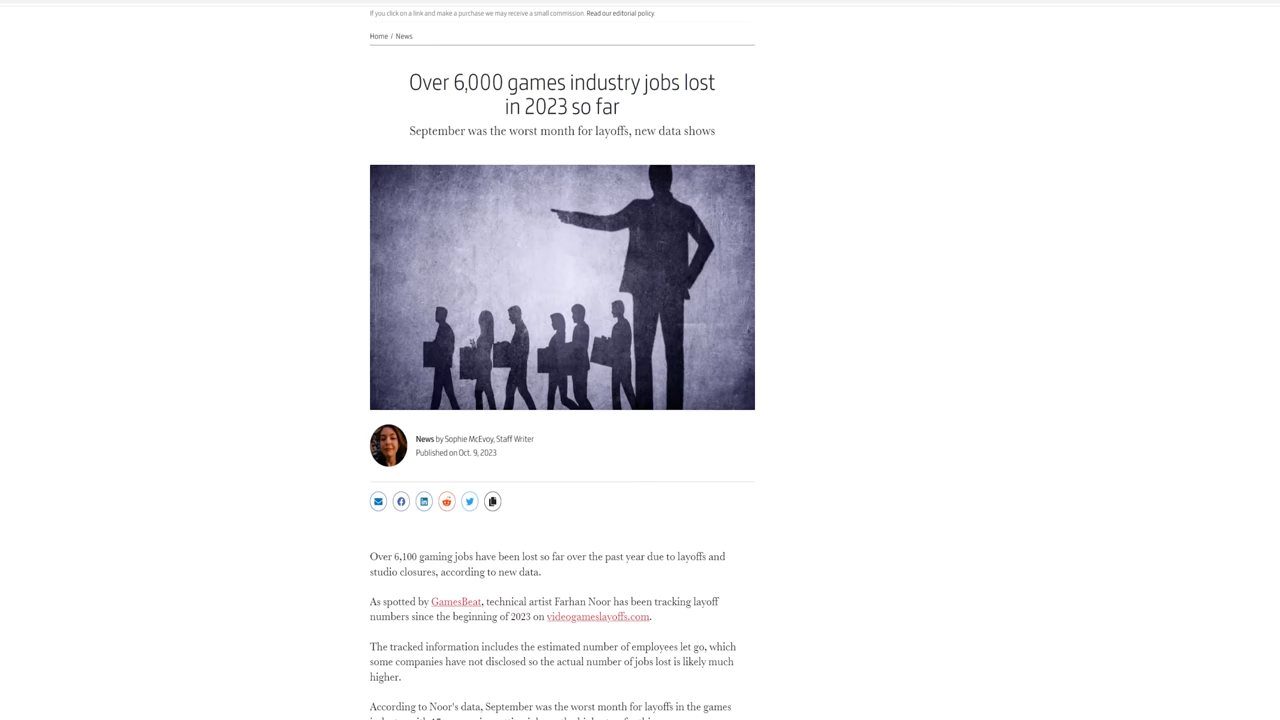 If you click on a link and make a purchase we may receive a small commission. Read our editorial policy.
Home / News
Over 6,000 games industry jobs lost
in 2023 so far
September was the worst month for layoffs, new data shows
News by Sophie McEvoy, Staff Writer
Published on Oct. 9, 2023
Over 6,100 gaming jobs have been lost so far over the past year due to layoffs and
studio closures, according to new data.
As spotted by GamesBeat, technical artist Farhan Noor has been tracking layoff
numbers since the beginning of 2023 on videogameslayoffs.com.
The tracked information includes the estimated number of employees let go, which
some companies have not disclosed so the actual number of jobs lost is likely much
higher.
According to Noor's data, September was the worst month for layoffs in the games